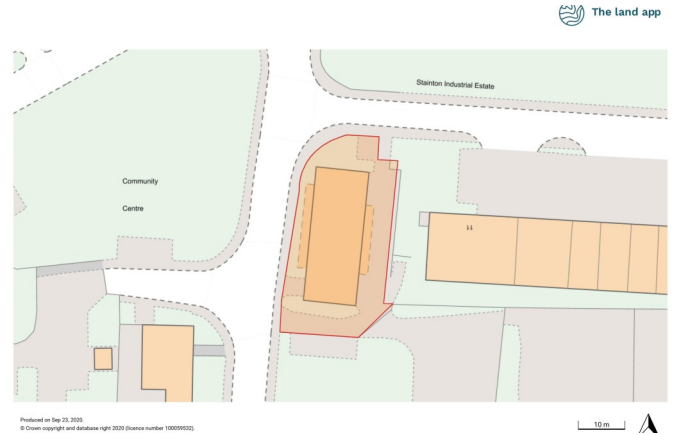 The land app
Stainton Industrial Estate
Community
Centre
11
Produced on Sep 23, 2020.
© Crown copyright and database right 2020 (licence number 100059532).
10 m